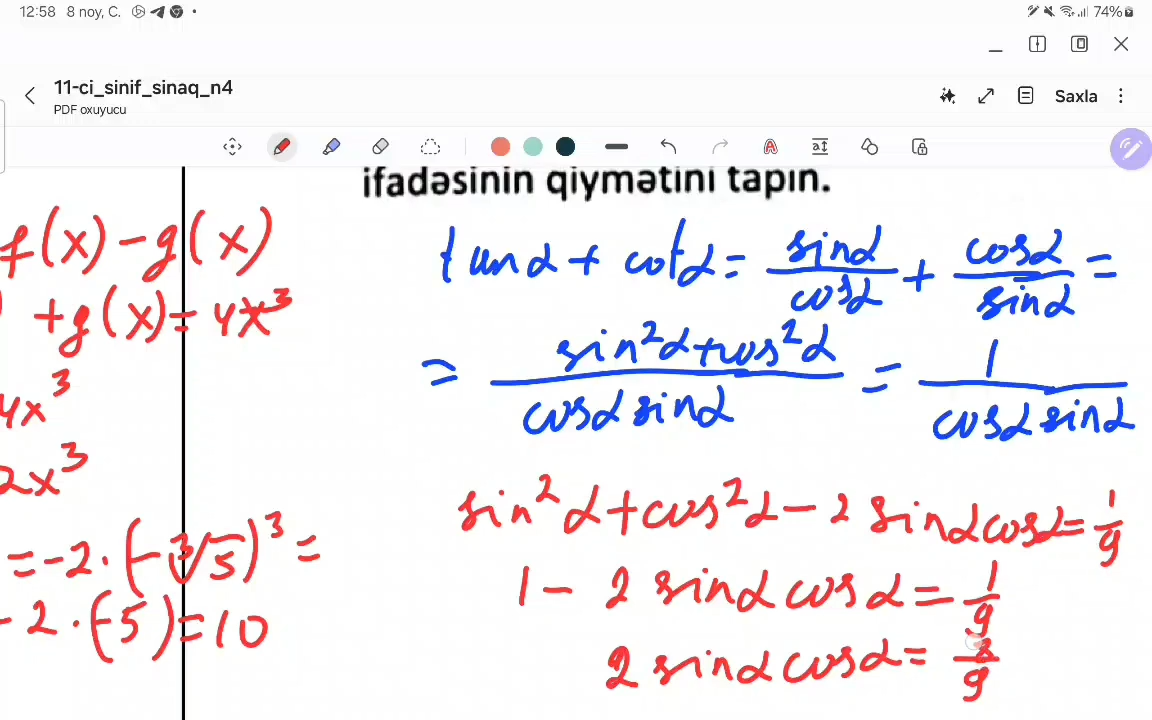 12:58 8 noy, C. 74%
11-ci_sinif_sinaq_n4
PDF oxuyucu
Saxla
ifadəsinin qiymətini tapın.
f(x) - g(x)
+g(x) = 4x³
4x³
2x³
= -2 · (-∛5)³ =
- 2 · (-5) = 10
tanα + cotα = sinα/cosα + cosα/sinα =
= (sin²α + cos²α)/(cosα sinα) = 1/(cosα sinα)
sin²α + cos²α - 2 sinα cosα = 1/9
1 - 2 sinα cosα = 1/9
2 sinα cosα = 8/9